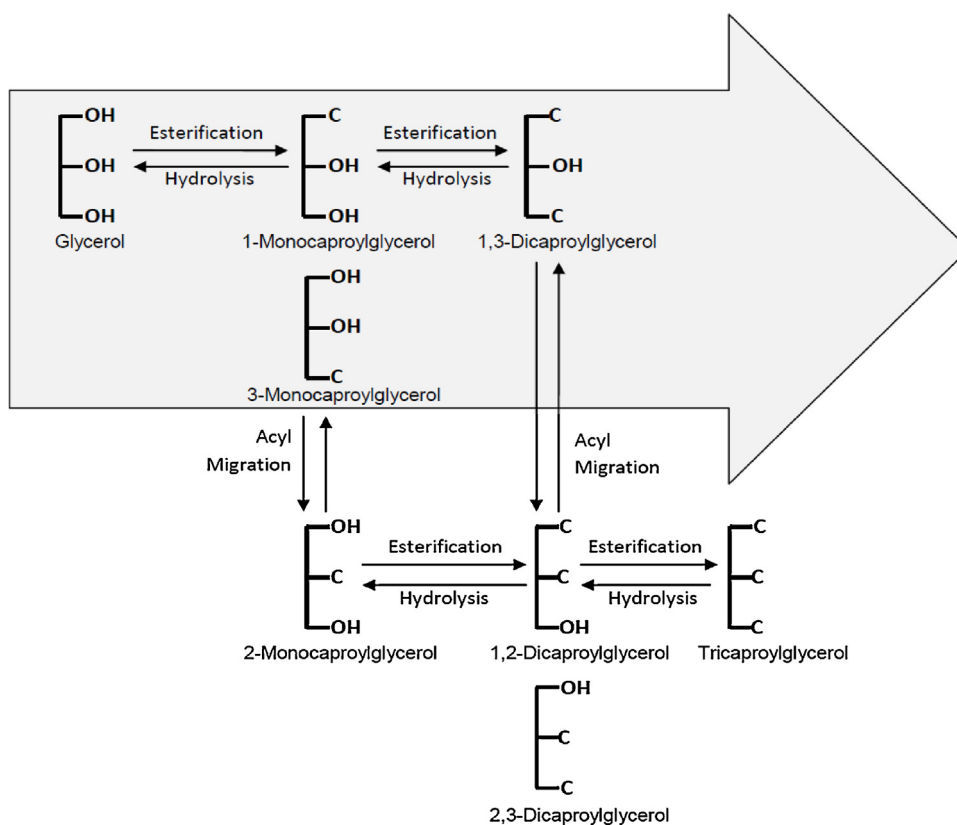 OH
C
C
Esterification
Esterification
OH
OH
OH
Hydrolysis
Hydrolysis
OH
OH
C
Glycerol
1-Monocaproylglycerol
1,3-Dicaproylglycerol
OH
OH
C
3-Monocaproylglycerol
Acyl
Migration
Acyl
Migration
OH
C
C
Esterification
Esterification
C
C
C
Hydrolysis
Hydrolysis
OH
OH
C
2-Monocaproylglycerol
1,2-Dicaproylglycerol
Tricaproylglycerol
OH
C
C
2,3-Dicaproylglycerol